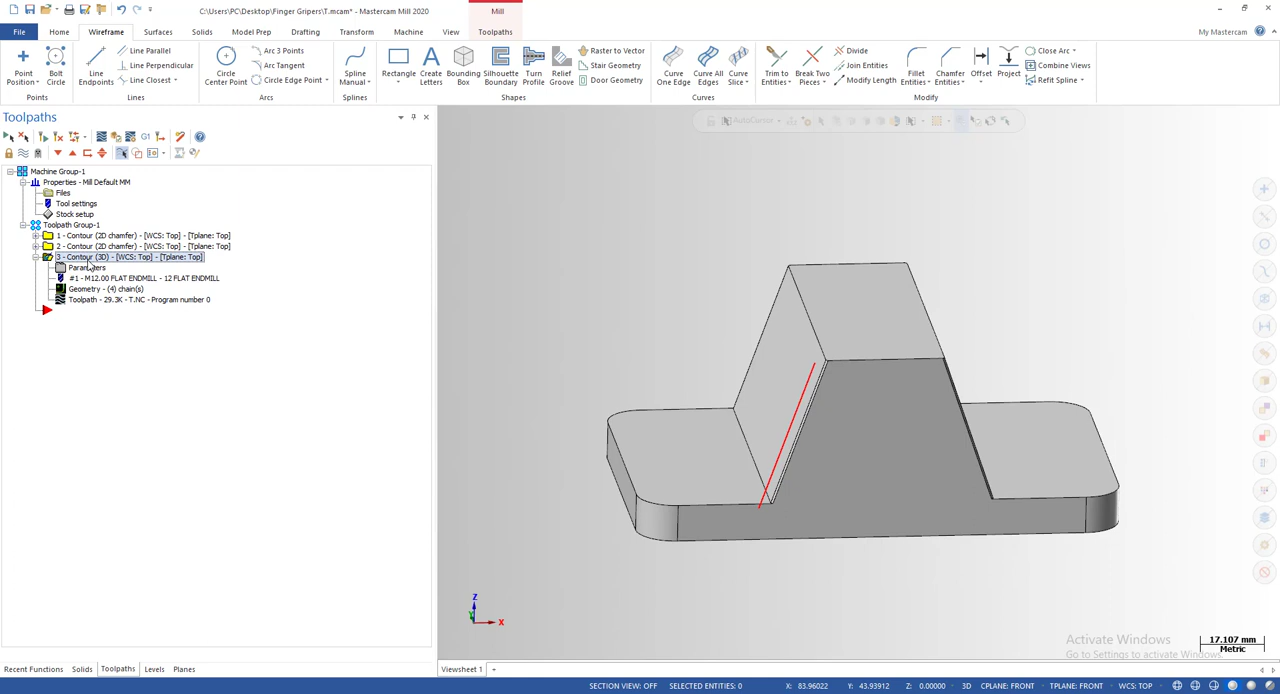 C:\Users\PC\Desktop\Finger Gripers\T.mcam* - Mastercam Mill 2020
Mill
File Home Wireframe Surfaces Solids Model Prep Drafting Transform Machine View Toolpaths My Mastercam
Point Position
Bolt Circle
Points
Line Endpoints
Line Parallel
Line Perpendicular
Line Closest
Lines
Circle Center Point
Arc 3 Points
Arc Tangent
Circle Edge Point
Arcs
Spline Manual
Splines
Rectangle
Create Letters
Bounding Box
Silhouette Boundary
Turn Profile
Relief Groove
Raster to Vector
Stair Geometry
Door Geometry
Shapes
Curve One Edge
Curve All Edges
Curve Slice
Curves
Trim to Entities
Break Two Pieces
Divide
Join Entities
Modify Length
Fillet Entities
Chamfer Entities
Offset
Project
Close Arc
Combine Views
Refit Spline
Modify
Toolpaths
G1
AutoCursor
Machine Group-1
Properties - Mill Default MM
Files
Tool settings
Stock setup
Toolpath Group-1
1 - Contour (2D chamfer) - [WCS: Top] - [Tplane: Top]
2 - Contour (2D chamfer) - [WCS: Top] - [Tplane: Top]
3 - Contour (3D) - [WCS: Top] - [Tplane: Top]
Parameters
#1 - M12.00 FLAT ENDMILL - 12 FLAT ENDMILL
Geometry - (4) chain(s)
Toolpath - 29.3K - T.NC - Program number 0
Z
Y
X
Activate Windows
Go to Settings to activate Windows.
17.107 mm
Metric
Recent Functions Solids Toolpaths Levels Planes
Viewsheet 1 +
SECTION VIEW: OFF SELECTED ENTITIES: 0 X: 83.96022 Y: 43.93912 Z: 0.00000 3D CPLANE: FRONT TPLANE: FRONT WCS: TOP